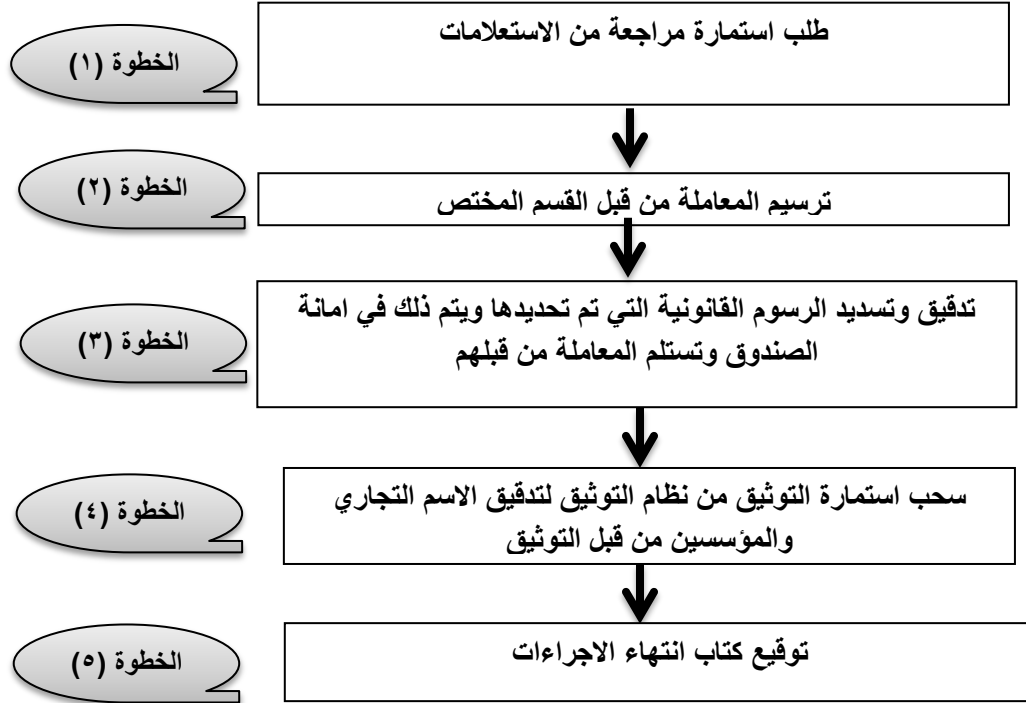 الخطوة (١)
طلب استمارة مراجعة من الاستعلامات
الخطوة (٢)
ترسيم المعاملة من قبل القسم المختص
الخطوة (٣)
تدقيق وتسديد الرسوم القانونية التي تم تحديدها ويتم ذلك في امانة
الصندوق وتستلم المعاملة من قبلهم
الخطوة (٤)
سحب استمارة التوثيق من نظام التوثيق لتدقيق الاسم التجاري
والمؤسسين من قبل التوثيق
الخطوة (٥)
توقيع كتاب انتهاء الاجراءات